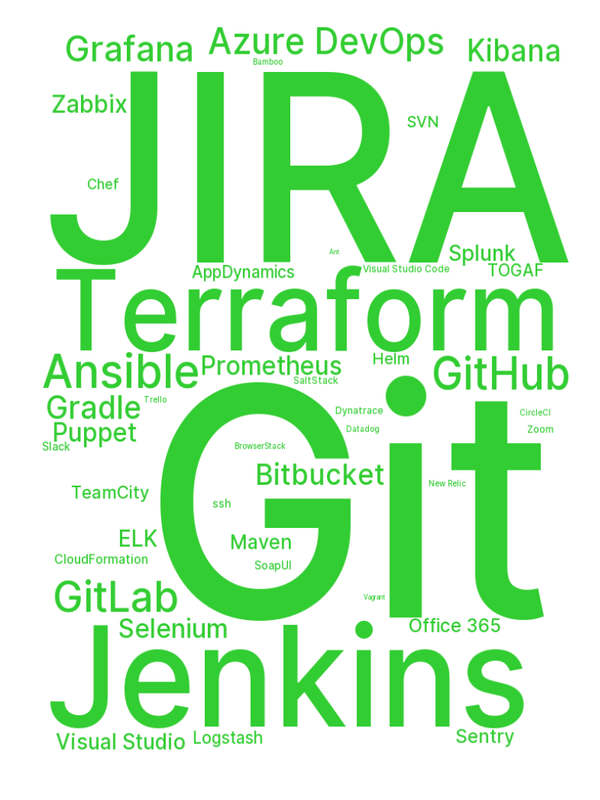 Grafana
Azure DevOps
Kibana
Bamboo
JIRA
Zabbix
SVN
Chef
Ant
Splunk
AppDynamics
Visual Studio Code
TOGAF
Terraform
Ansible
Prometheus
Helm
GitHub
SaltStack
Gradle
Trello
Dynatrace
CircleCI
Puppet
Datadog
Zoom
Slack
BrowserStack
Git
Bitbucket
New Relic
TeamCity
ssh
ELK
Maven
CloudFormation
SoapUI
GitLab
Vagrant
Selenium
Office 365
Jenkins
Visual Studio
Logstash
Sentry